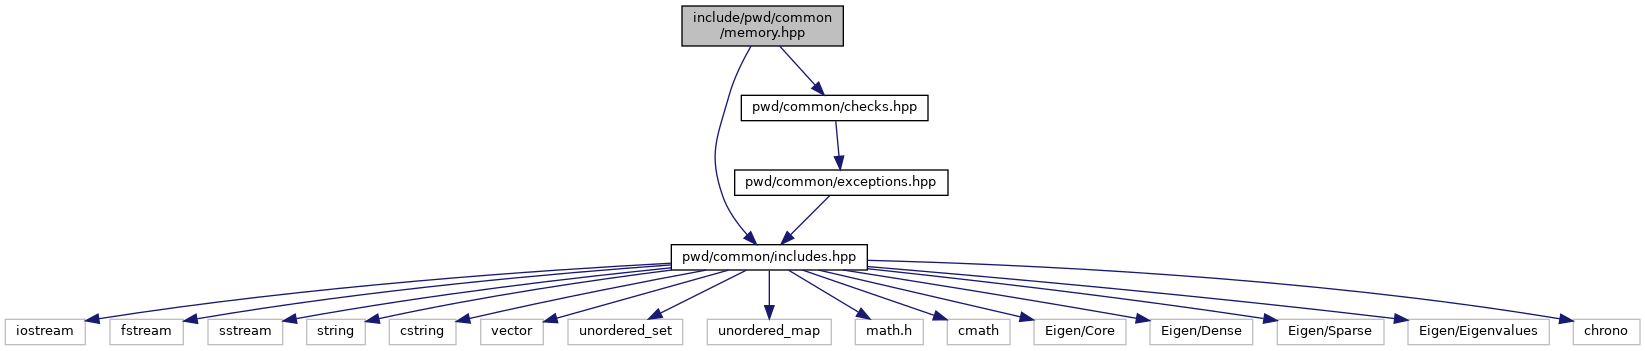 include/pwd/common
/memory.hpp
pwd/common/checks.hpp
pwd/common/exceptions.hpp
pwd/common/includes.hpp
iostream
fstream
sstream
string
cstring
vector
unordered_set
unordered_map
math.h
cmath
Eigen/Core
Eigen/Dense
Eigen/Sparse
Eigen/Eigenvalues
chrono